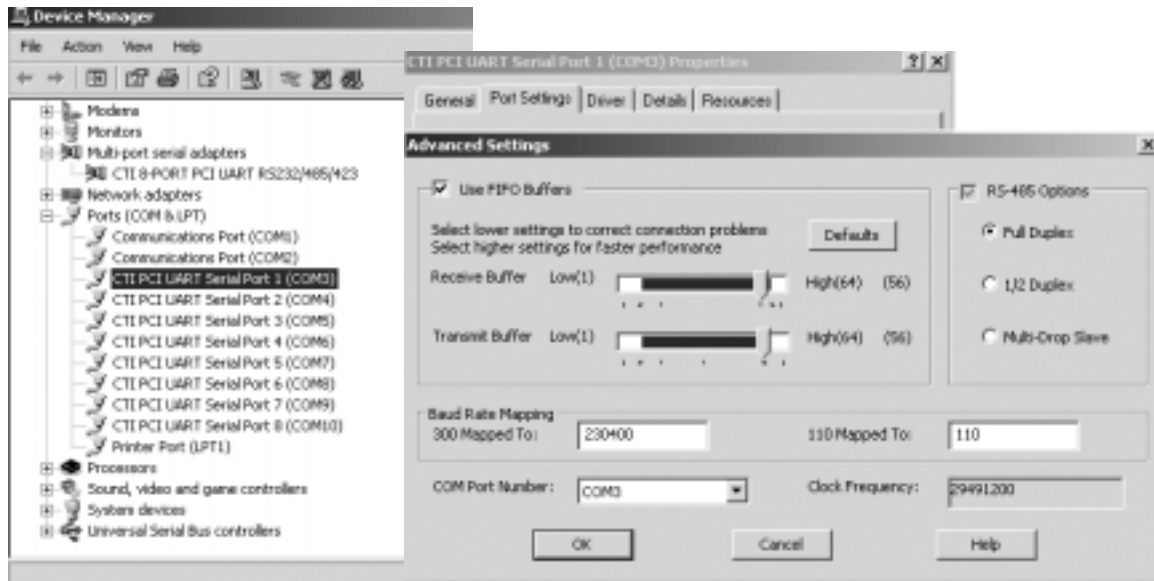 Device Manager
File Action View Help
Modems
Monitors
Multi-port serial adapters
CTI 8-PORT PCI UART RS232/485/423
Network adapters
Ports (COM & LPT)
Communications Port (COM1)
Communications Port (COM2)
CTI PCI UART Serial Port 1 (COM3)
CTI PCI UART Serial Port 2 (COM4)
CTI PCI UART Serial Port 3 (COM5)
CTI PCI UART Serial Port 4 (COM6)
CTI PCI UART Serial Port 5 (COM7)
CTI PCI UART Serial Port 6 (COM8)
CTI PCI UART Serial Port 7 (COM9)
CTI PCI UART Serial Port 8 (COM10)
Printer Port (LPT1)
Processors
Sound, video and game controllers
System devices
Universal Serial Bus controllers
CTI PCI UART Serial Port 1 (COM3) Properties
General Port Settings Driver Details Resources
Advanced Settings
Use FIFO Buffers
Select lower settings to correct connection problems
Select higher settings for faster performance
Defaults
Receive Buffer Low(1) High(64) (56)
Transmit Buffer Low(1) High(64) (56)
RS-485 Options
Full Duplex
1/2 Duplex
Multi-Drop Slave
Baud Rate Mapping
300 Mapped To: 230400 110 Mapped To: 110
COM Port Number: COM3 Clock Frequency: 29491200
OK Cancel Help